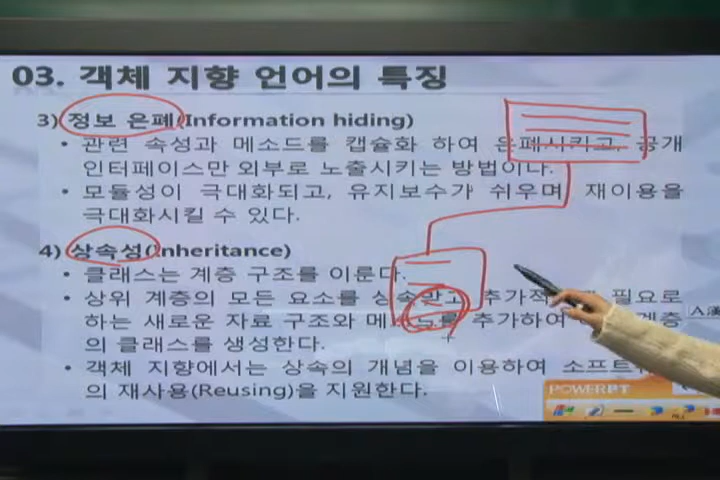 03. 객체 지향 언어의 특징
3) 정보 은폐(Information hiding)
• 관련 속성과 메소드를 캡슐화 하여 은폐시키고, 공개
인터페이스만 외부로 노출시키는 방법이다.
• 모듈성이 극대화되고, 유지보수가 쉬우며 재이용을
극대화시킬 수 있다.
4) 상속성(Inheritance)
• 클래스는 계층 구조를 이룬다.
• 상위 계층의 모든 요소를 상속받고 추가적 필요로
하는 새로운 자료 구조와 추가하여 계층
의 클래스를 생성한다.
• 객체 지향에서는 상속의 개념을 이용하여
의 재사용(Reusing)을 지원한다.